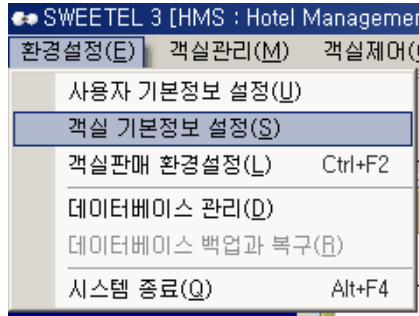 SWEETEL 3 [HMS : Hotel Manageme
환경설정(E) 객실관리(M) 객실제어(
사용자 기본정보 설정(U)
객실 기본정보 설정(S)
객실판매 환경설정(L) Ctrl+F2
데이터베이스 관리(D)
데이터베이스 백업과 복구(R)
시스템 종료(Q) Alt+F4